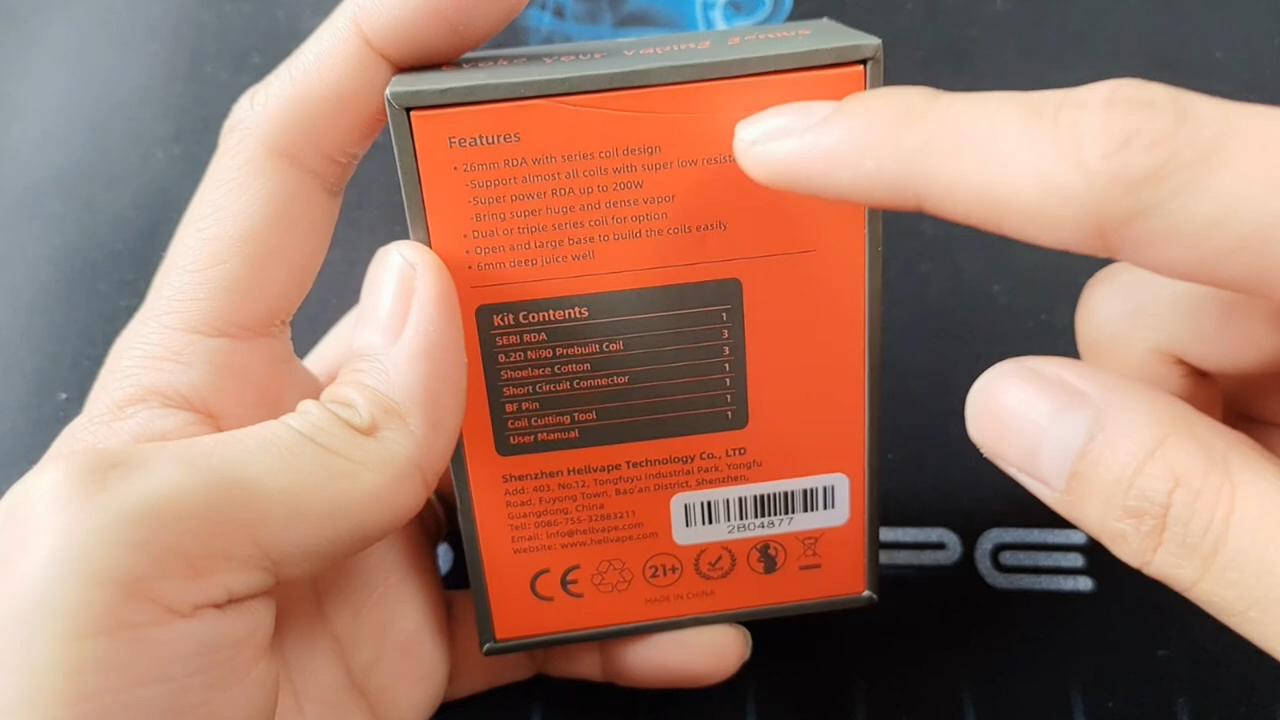 Features
• 26mm RDA with series coil design
-Support almost all coils with super low
-Super power RDA up to 200W
-Bring super huge and dense vapor
• Dual or triple series coil for option
• Open and large base to build the coils easily
• 6mm deep juice well
Kit Contents
SERI RDA 1
0.2Ω Ni90 Prebuilt Coil 3
Shoelace Cotton 3
Short Circuit Connector 1
BF Pin 1
Coil Cutting Tool 1
User Manual 1
Shenzhen Hellvape Technology Co., LTD
Add: 403, No.12, Tongfuyu Industrial Park, Yongfu
Road, Fuyong Town, Bao'an District, Shenzhen,
Guangdong, China
Tell: 0086-755-32883211
Email: info@hellvape.com
Website: www.hellvape.com
2B04877
CE
21+
MADE IN CHINA
PE